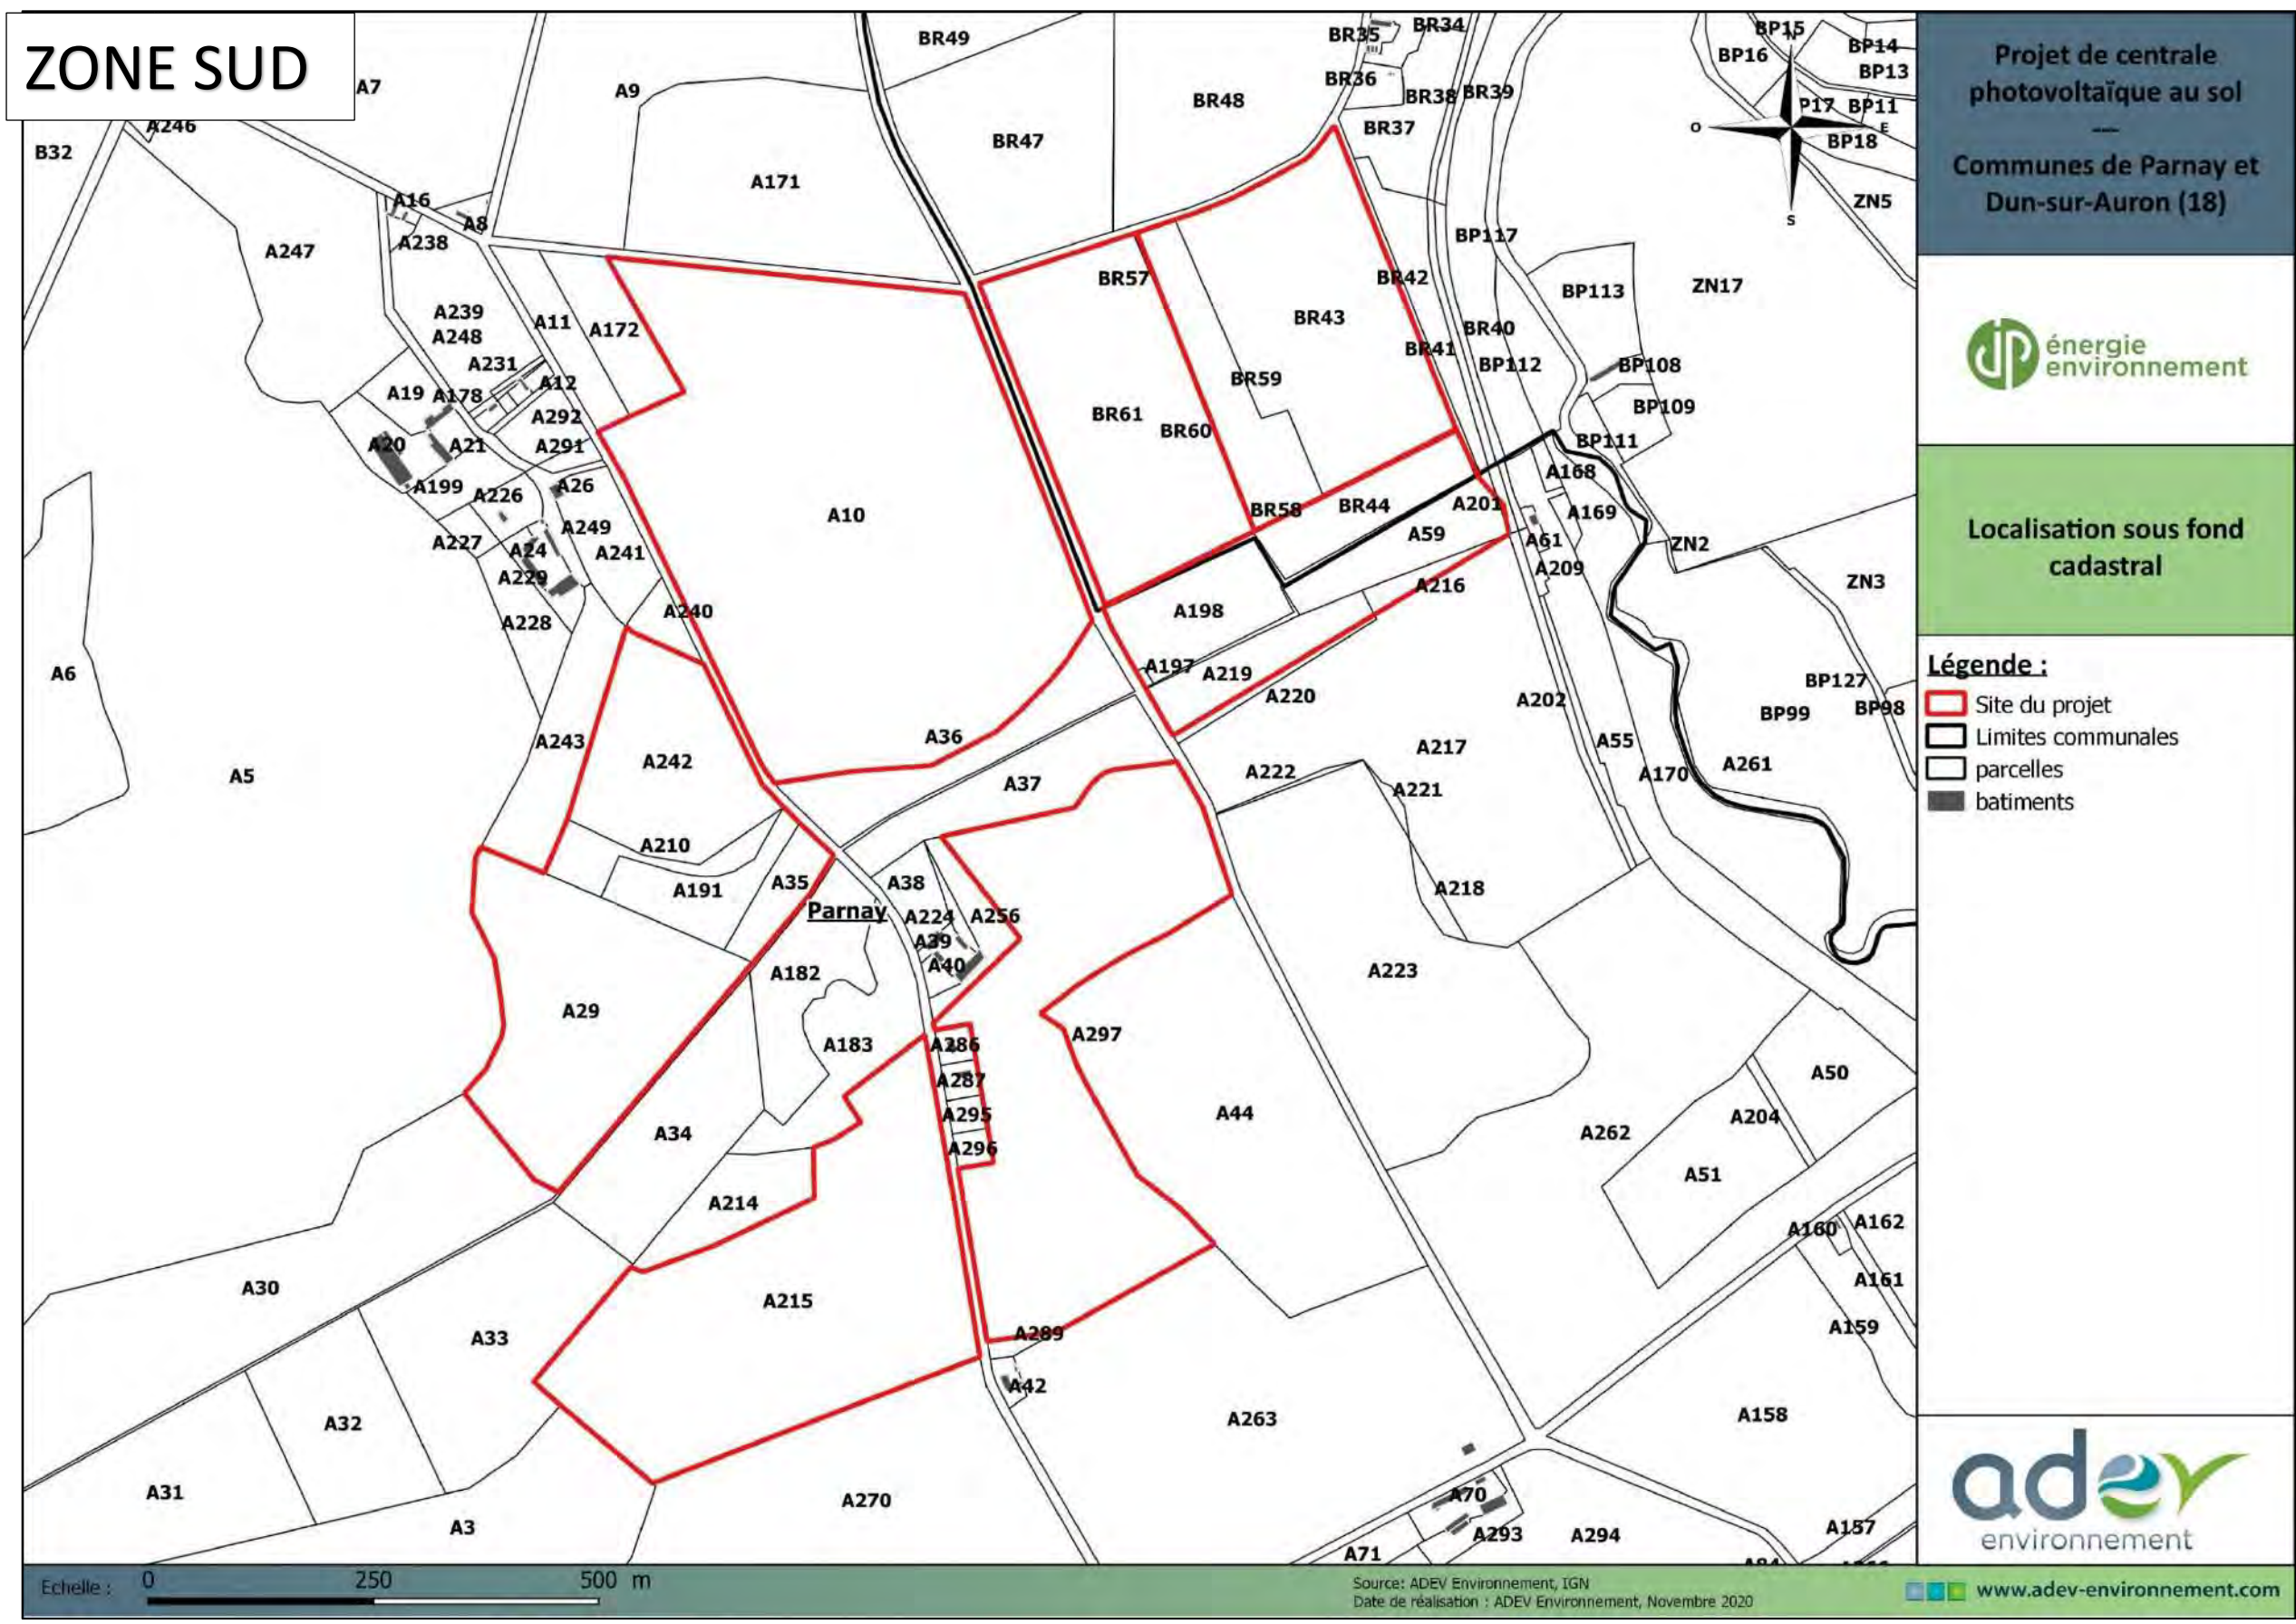 ZONE SUD
Projet de centrale
photovoltaïque au sol
---
Communes de Parnay et
Dun-sur-Auron (18)
énergie
environnement
Localisation sous fond
cadastral
Légende :
Site du projet
Limites communales
parcelles
batiments
adev
environnement
www.adev-environnement.com
Echelle :
0 250 500 m
Source: ADEV Environnement, IGN
Date de réalisation : ADEV Environnement, Novembre 2020
O
E
S
Parnay
A7
A246
B32
A9
BR49
BR48
BR47
BR35
BR34
BR36
BR38
BR39
BR37
BP15
BP16
BP14
BP13
P17
BP11
BP18
ZN5
A171
A16
A8
A238
A247
BP117
BR57
BR42
BR43
BP113
ZN17
A239
A248
A11
A172
A231
A12
A19
A178
A292
A291
A20
A21
BR40
BR41
BP112
BP108
BP109
BP111
BR59
BR61
BR60
A199
A226
A26
A249
A10
BR58
BR44
A201
A168
A169
A59
A61
ZN2
A209
ZN3
A227
A24
A241
A229
A228
A240
A198
A216
A6
A197
A219
A220
A202
BP127
BP99
BP98
A36
A243
A242
A5
A37
A222
A217
A221
A55
A170
A261
A210
A191
A35
A38
A224
A256
A39
A40
A218
A182
A223
A29
A183
A286
A297
A287
A295
A296
A34
A44
A50
A204
A262
A51
A214
A160
A162
A161
A159
A30
A215
A33
A289
A42
A32
A263
A158
A31
A3
A270
A70
A293
A294
A157
A71